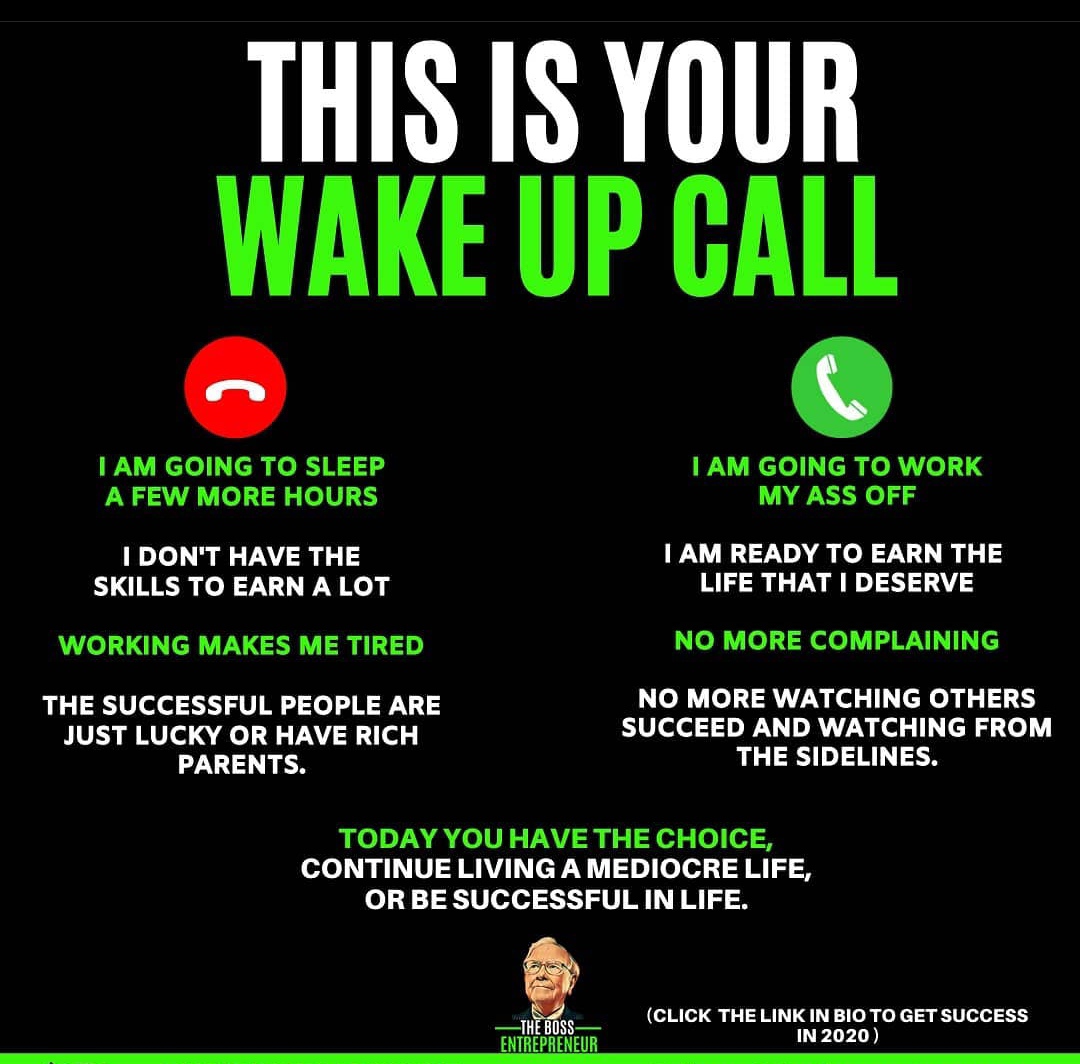 THIS IS YOUR
WAKE UP CALL
I AM GOING TO SLEEP
A FEW MORE HOURS
I DON'T HAVE THE
SKILLS TO EARN A LOT
WORKING MAKES ME TIRED
THE SUCCESSFUL PEOPLE ARE
JUST LUCKY OR HAVE RICH
PARENTS.
I AM GOING TO WORK
MY ASS OFF
I AM READY TO EARN THE
LIFE THAT I DESERVE
NO MORE COMPLAINING
NO MORE WATCHING OTHERS
SUCCEED AND WATCHING FROM
THE SIDELINES.
TODAY YOU HAVE THE CHOICE,
CONTINUE LIVING A MEDIOCRE LIFE,
OR BE SUCCESSFUL IN LIFE.
THE BOSS
ENTREPRENEUR
(CLICK THE LINK IN BIO TO GET SUCCESS
IN 2020 )